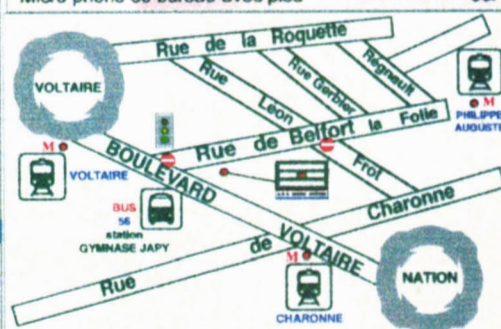 Rue de la Roquette
VOLTAIRE
Rue Leon Frot
Rue Gerbier
Regnault
M
PHILIPPE
AUGUSTE
Rue de Belfort la Folie
M
VOLTAIRE
BOULEVARD VOLTAIRE
BUS
56
station
GYMNASE JAPY
Rue de Charonne
M
CHARONNE
NATION